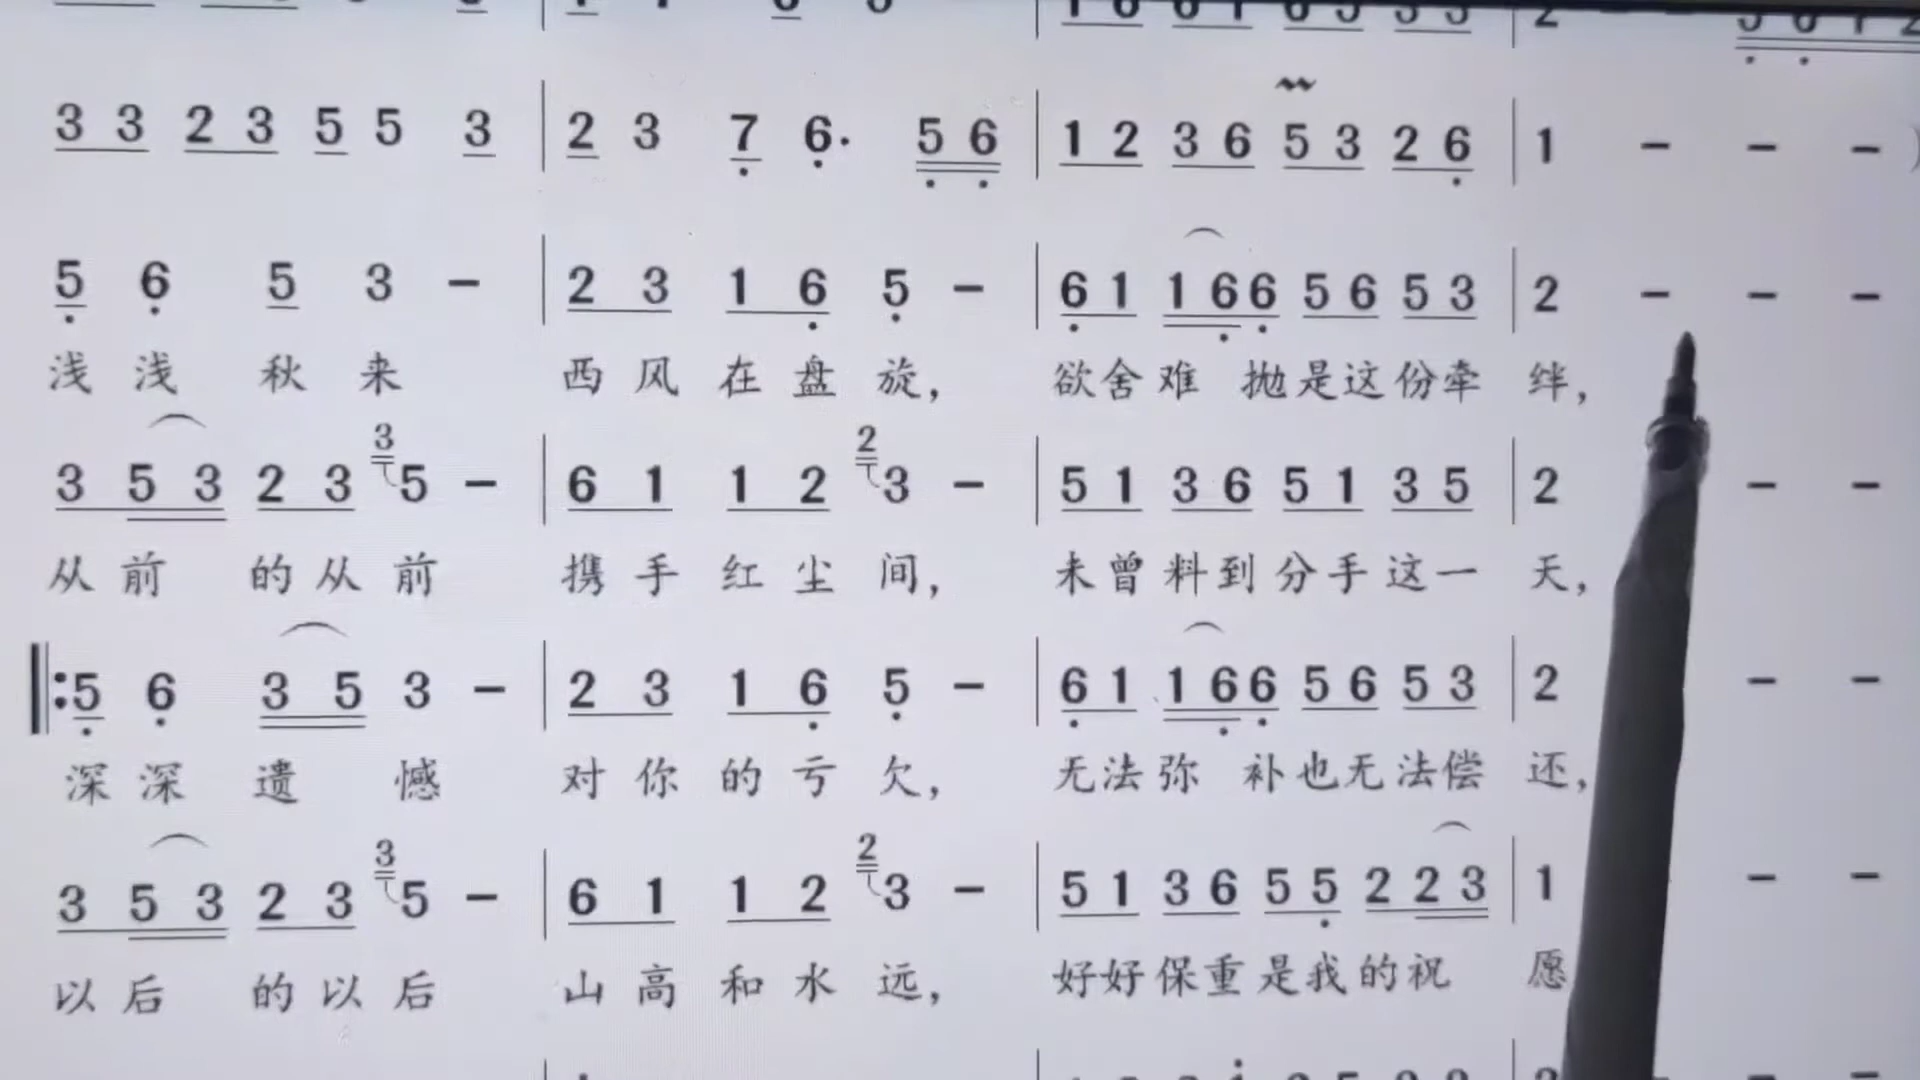 3 3 2 3 5 5 3 | 2 3 7 6· 5 6 | 1 2 3 6 5 3 2 6 | 1 - - - )
5 6 5 3 - | 2 3 1 6 5 - | 6 1 1 6 6 5 6 5 3 | 2 - - -
浅浅秋来 西风在盘旋, 欲舍难抛是这份牵绊,
3 5 3 2 3 3 5 - | 6 1 1 2 2 3 - | 5 1 3 6 5 1 3 5 | 2 - -
从前的从前 携手红尘间, 未曾料到分手这一天,
‖: 5 6 3 5 3 - | 2 3 1 6 5 - | 6 1 1 6 6 5 6 5 3 | 2 - -
深深遗憾 对你的亏欠, 无法弥补也无法偿还,
3 5 3 2 3 3 5 - | 6 1 1 2 2 3 - | 5 1 3 6 5 5 2 2 3 | 1 - -
以后的以后 山高和水远, 好好保重是我的祝愿